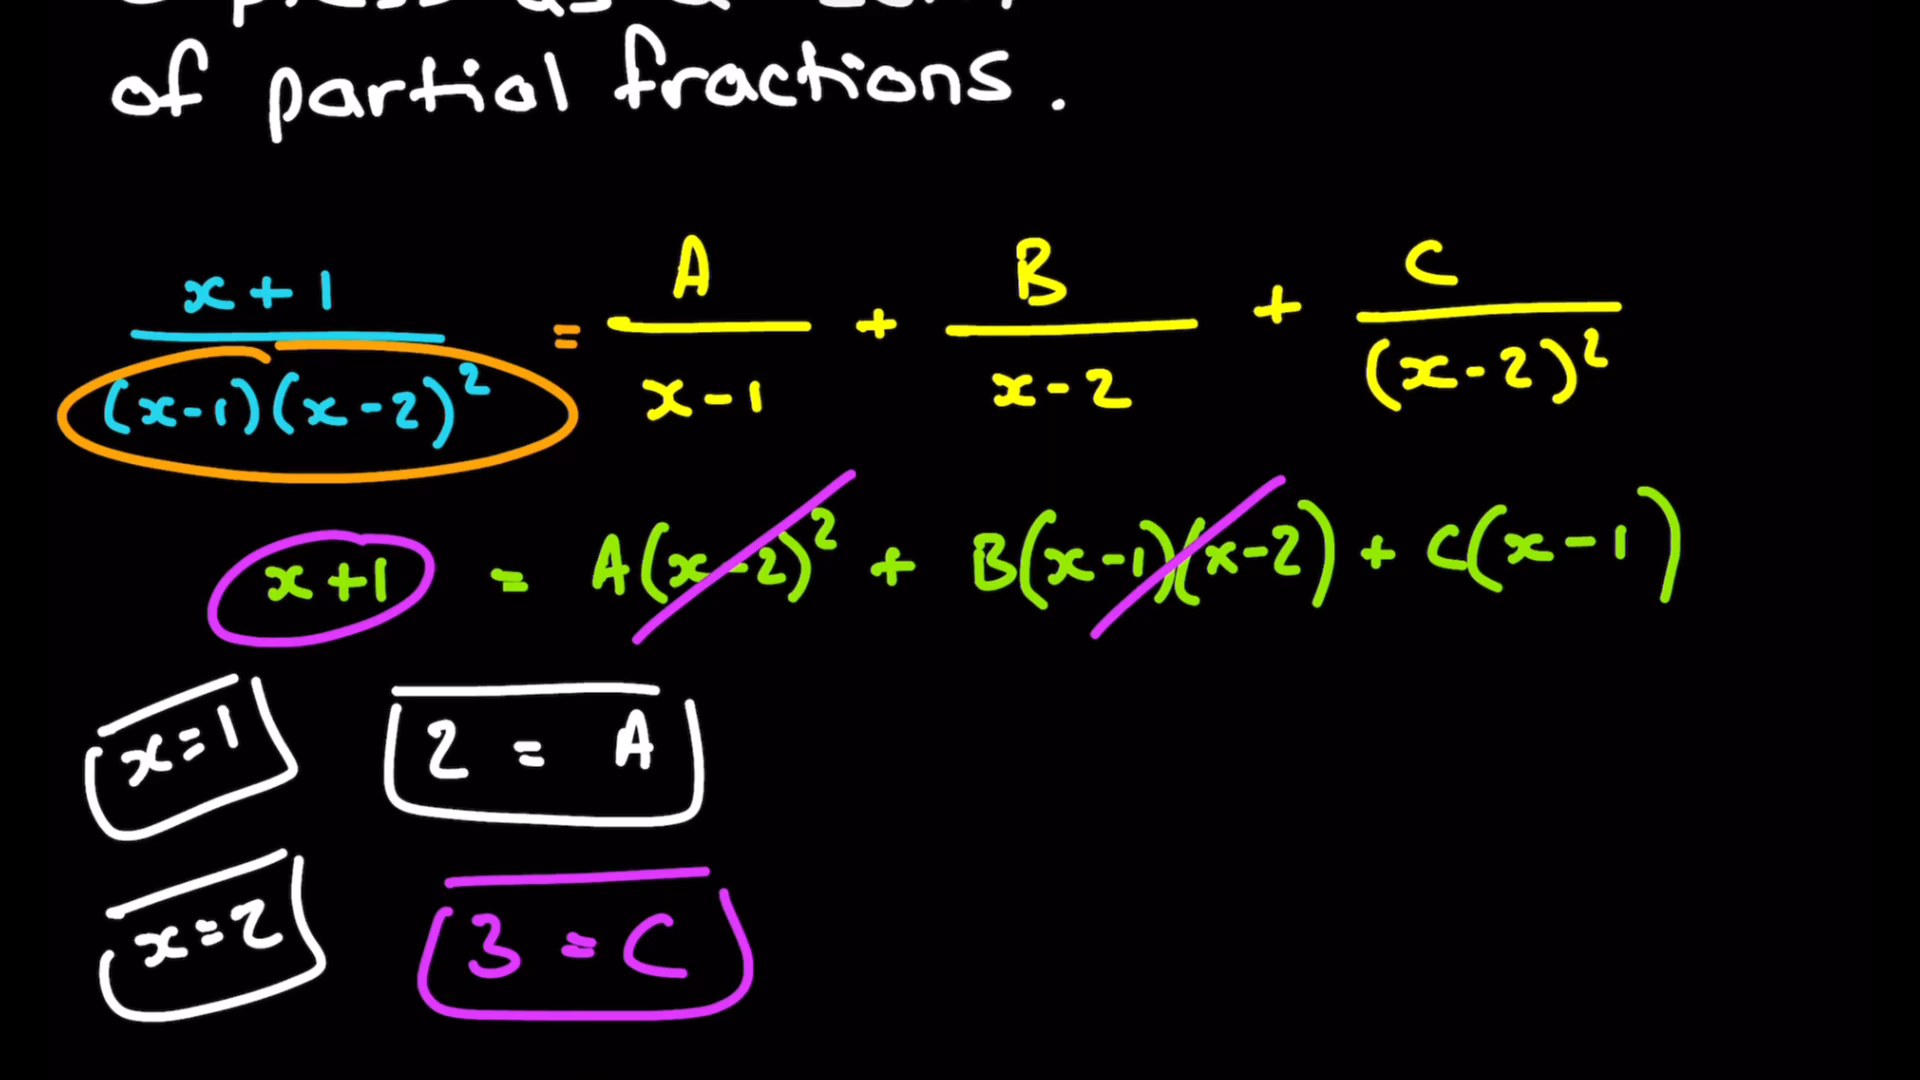 of partial fractions.
x+1 / (x-1)(x-2)² = A / x-1 + B / x-2 + C / (x-2)²
x+1 = A(x-2)² + B(x-1)(x-2) + C(x-1)
x=1 2 = A
x=2 3 = C